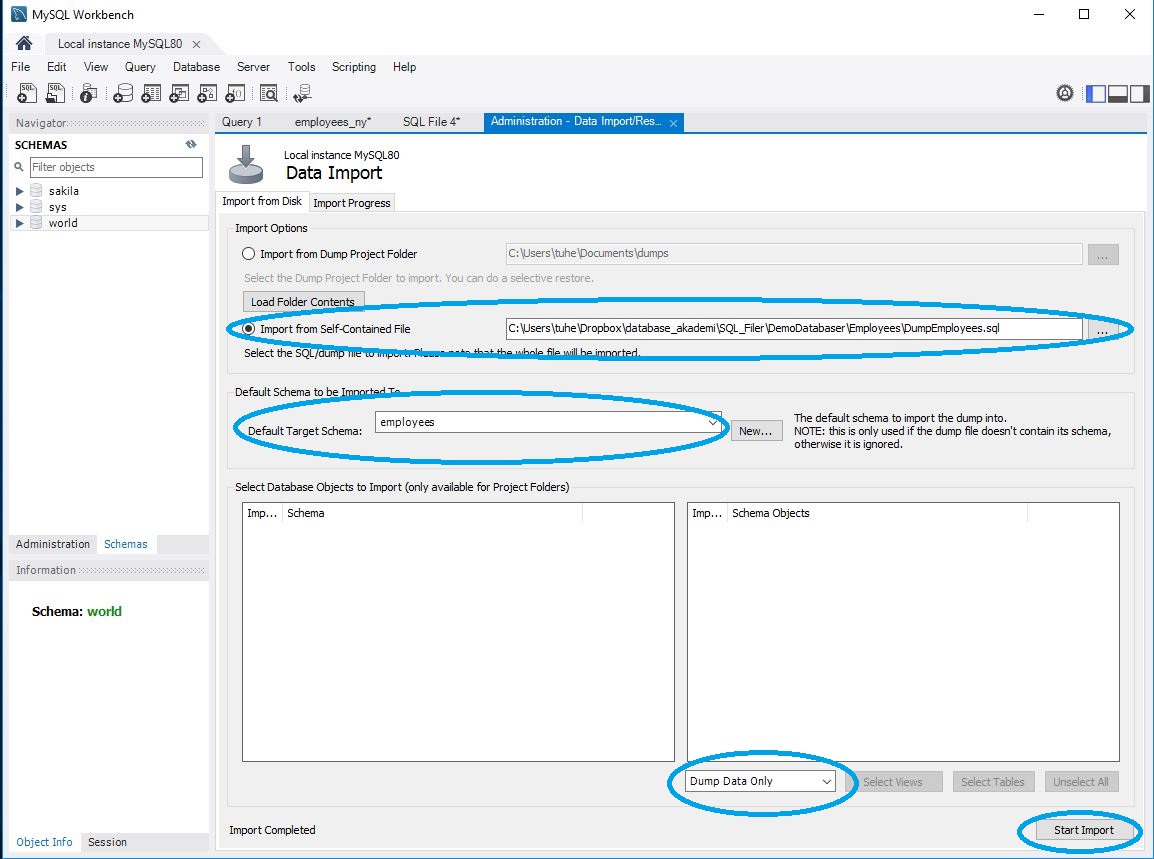 MySQL Workbench
Local instance MySQL80
File Edit View Query Database Server Tools Scripting Help
Navigator
Query 1 employees_ny* SQL File 4* Administration - Data Import/Res...
SCHEMAS
Filter objects
sakila
sys
world
Local instance MySQL80
Data Import
Import from Disk Import Progress
Import Options
Import from Dump Project Folder C:\Users\tuhe\Documents\dumps ...
Select the Dump Project Folder to import. You can do a selective restore.
Load Folder Contents
Import from Self-Contained File C:\Users\tuhe\Dropbox\database_akademi\SQL_Filer\DemoDatabaser\Employees\DumpEmployees.sql ...
Select the SQL/dump file to import. Please note that the whole file will be imported.
Default Schema to be Imported To
Default Target Schema: employees New...
The default schema to import the dump into.
NOTE: this is only used if the dump file doesn't contain its schema,
otherwise it is ignored.
Select Database Objects to Import (only available for Project Folders)
Imp... Schema Imp... Schema Objects
Administration Schemas
Information
Schema: world
Dump Data Only Select Views Select Tables Unselect All
Import Completed Start Import
Object Info Session